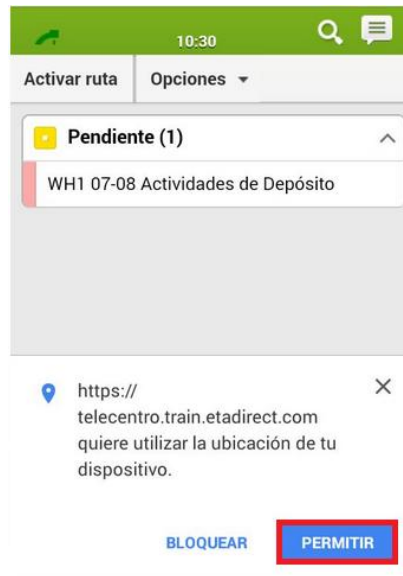 10:30
Activar ruta Opciones
Pendiente (1)
WH1 07-08 Actividades de Depósito
https://
telecentro.train.etadirect.com
quiere utilizar la ubicación de tu
dispositivo.
BLOQUEAR PERMITIR